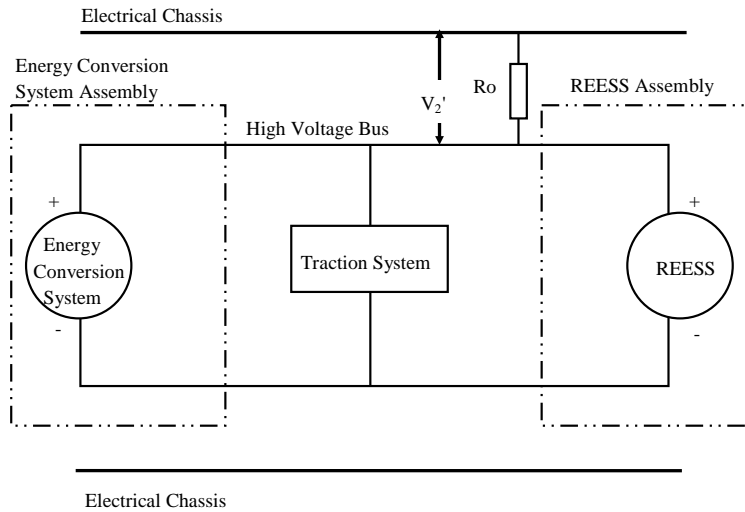 Electrical Chassis
Energy Conversion
System Assembly
V2'
Ro
REESS Assembly
High Voltage Bus
+
Energy
Conversion
System
-
Traction System
+
REESS
-
Electrical Chassis